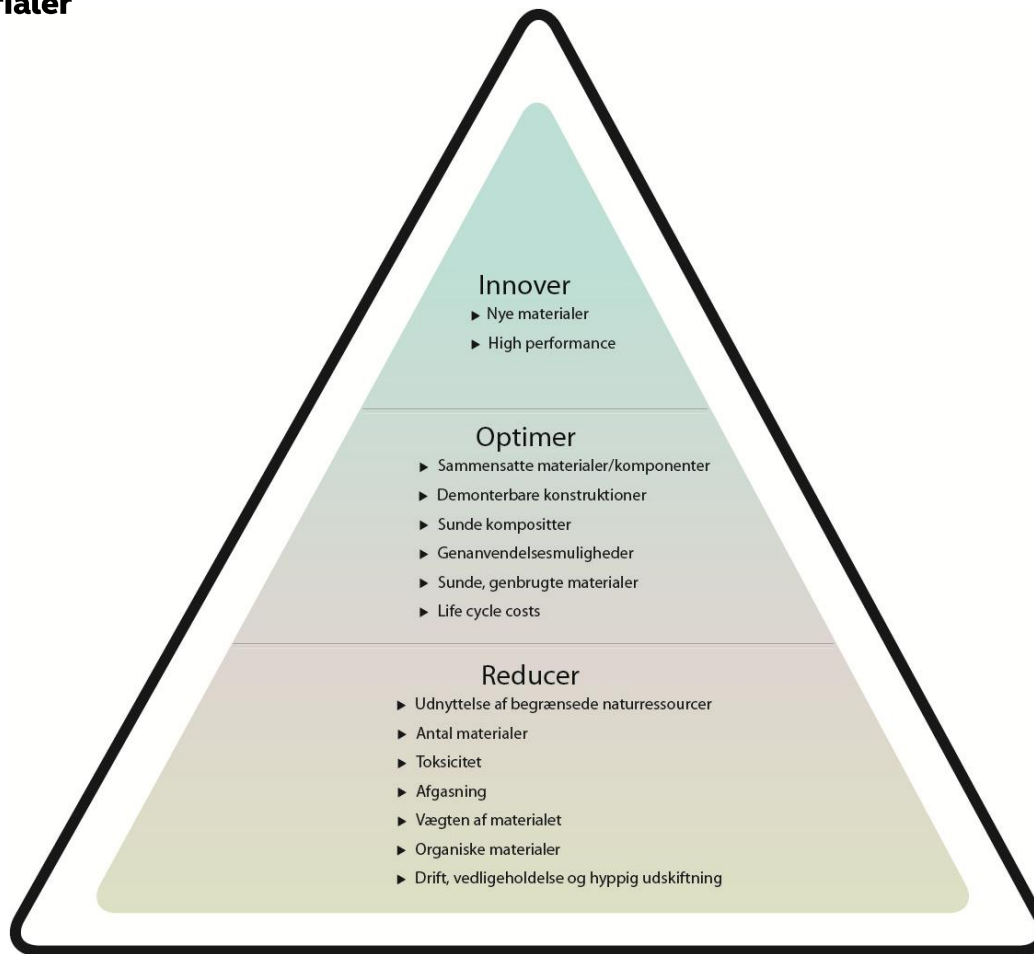 Innover
▶ Nye materialer
▶ High performance
Optimer
▶ Sammensatte materialer/komponenter
▶ Demonterbare konstruktioner
▶ Sunde kompositter
▶ Genanvendelsesmuligheder
▶ Sunde, genbrugte materialer
▶ Life cycle costs
Reducer
▶ Udnyttelse af begrænsede naturressourcer
▶ Antal materialer
▶ Toksicitet
▶ Afgasning
▶ Vægten af materialet
▶ Organiske materialer
▶ Drift, vedligeholdelse og hyppig udskiftning